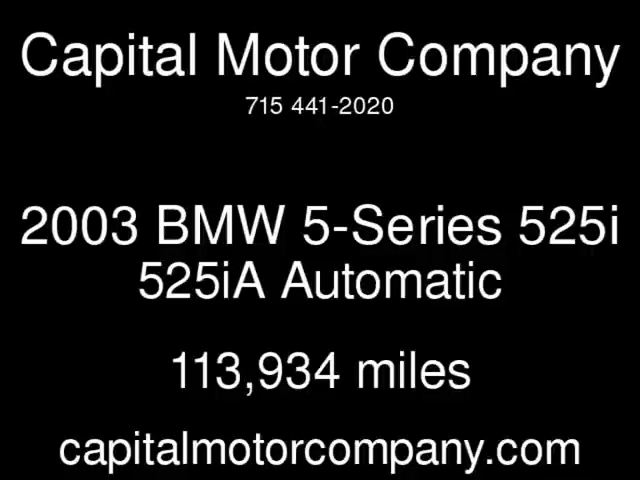 Capital Motor Company
715 441-2020
2003 BMW 5-Series 525i
525iA Automatic
113,934 miles
capitalmotorcompany.com